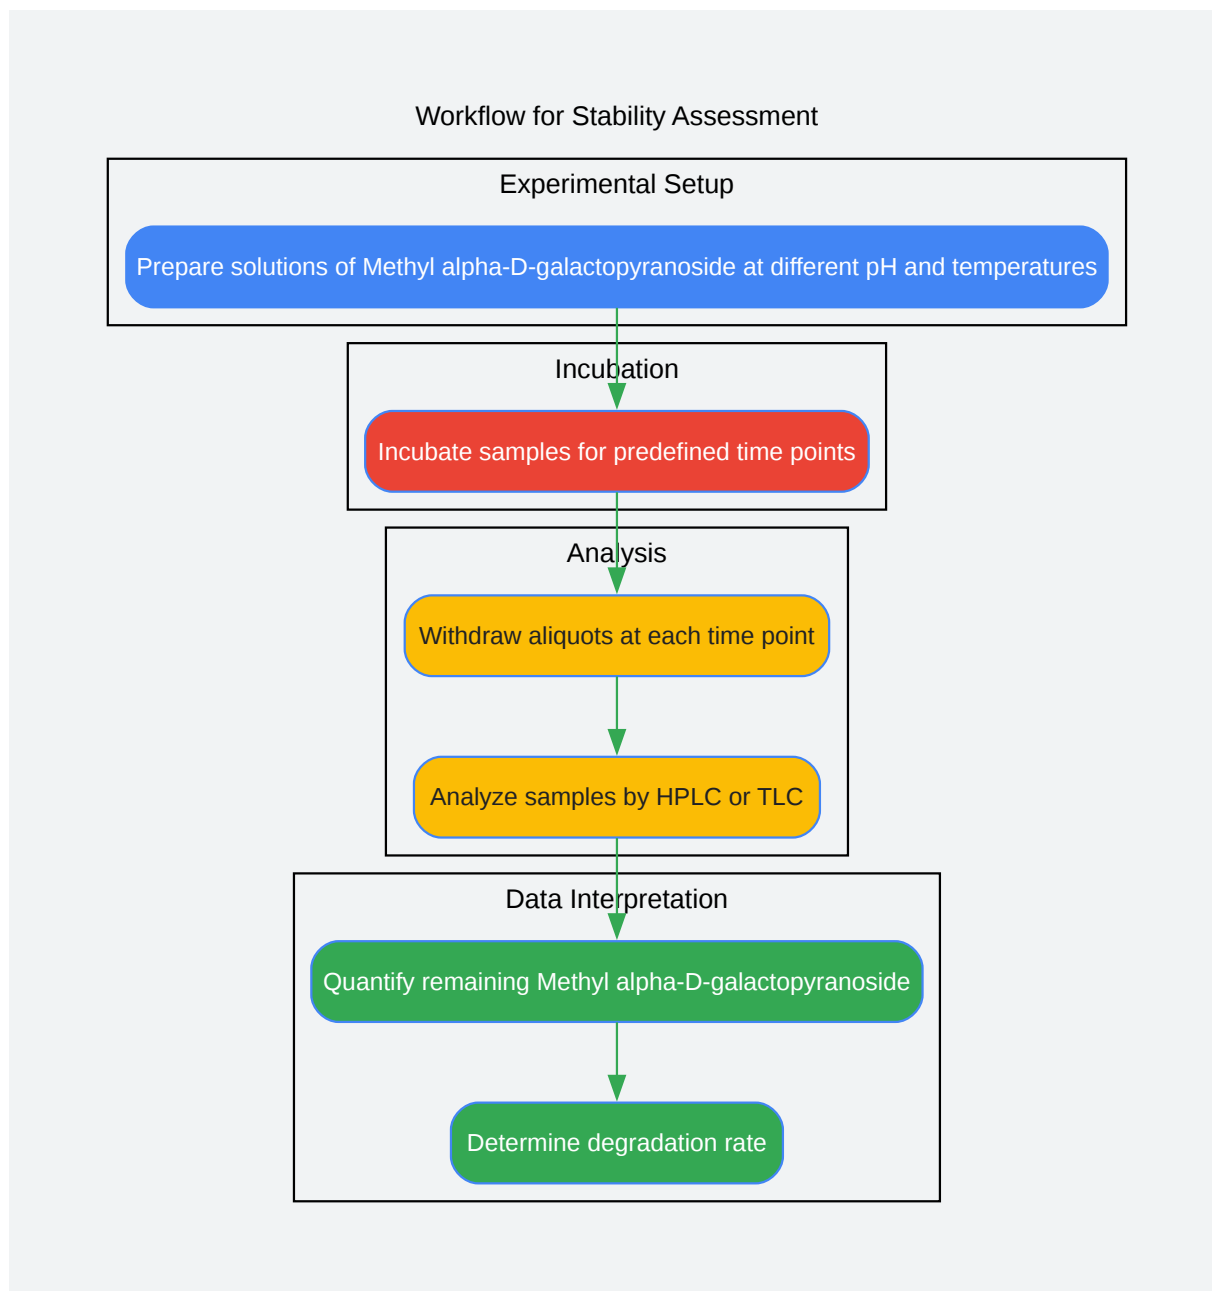 Workflow for Stability Assessment
Experimental Setup
Prepare solutions of Methyl alpha-D-galactopyranoside at different pH and temperatures
Incubation
Incubate samples for predefined time points
Analysis
Withdraw aliquots at each time point
Analyze samples by HPLC or TLC
Data Interpretation
Quantify remaining Methyl alpha-D-galactopyranoside
Determine degradation rate